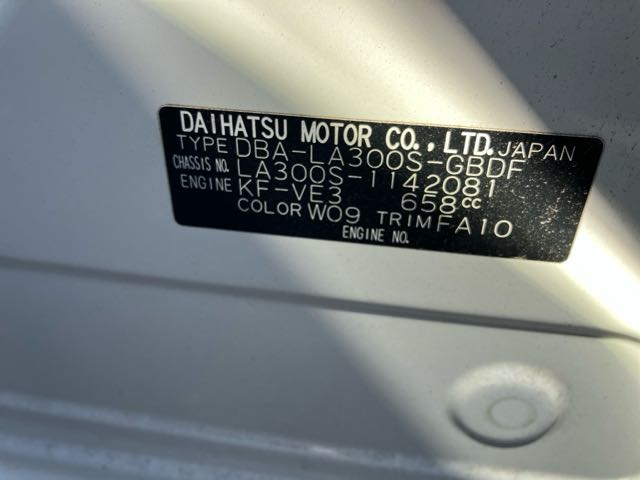 DAIHATSU MOTOR CO., LTD. JAPAN
TYPE DBA-LA300S-GBDF
CHASSIS NO. LA300S-1142081
ENGINE KF-VE3 658cc
COLOR W09 TRIM FA10
ENGINE NO.